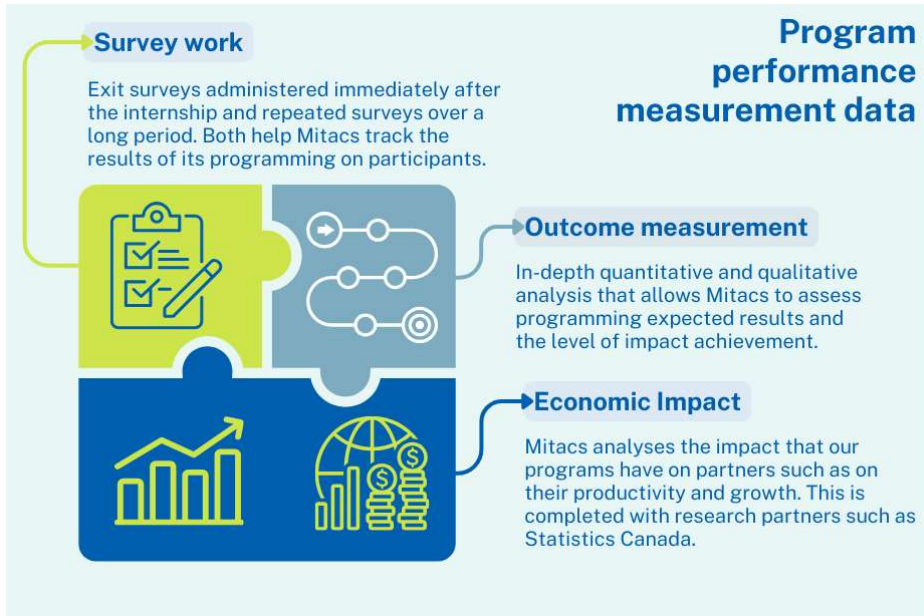 Program
performance
measurement data
Survey work
Exit surveys administered immediately after
the internship and repeated surveys over a
long period. Both help Mitacs track the
results of its programming on participants.
Outcome measurement
In-depth quantitative and qualitative
analysis that allows Mitacs to assess
programming expected results and
the level of impact achievement.
Economic Impact
Mitacs analyses the impact that our
programs have on partners such as on
their productivity and growth. This is
completed with research partners such as
Statistics Canada.
$
$